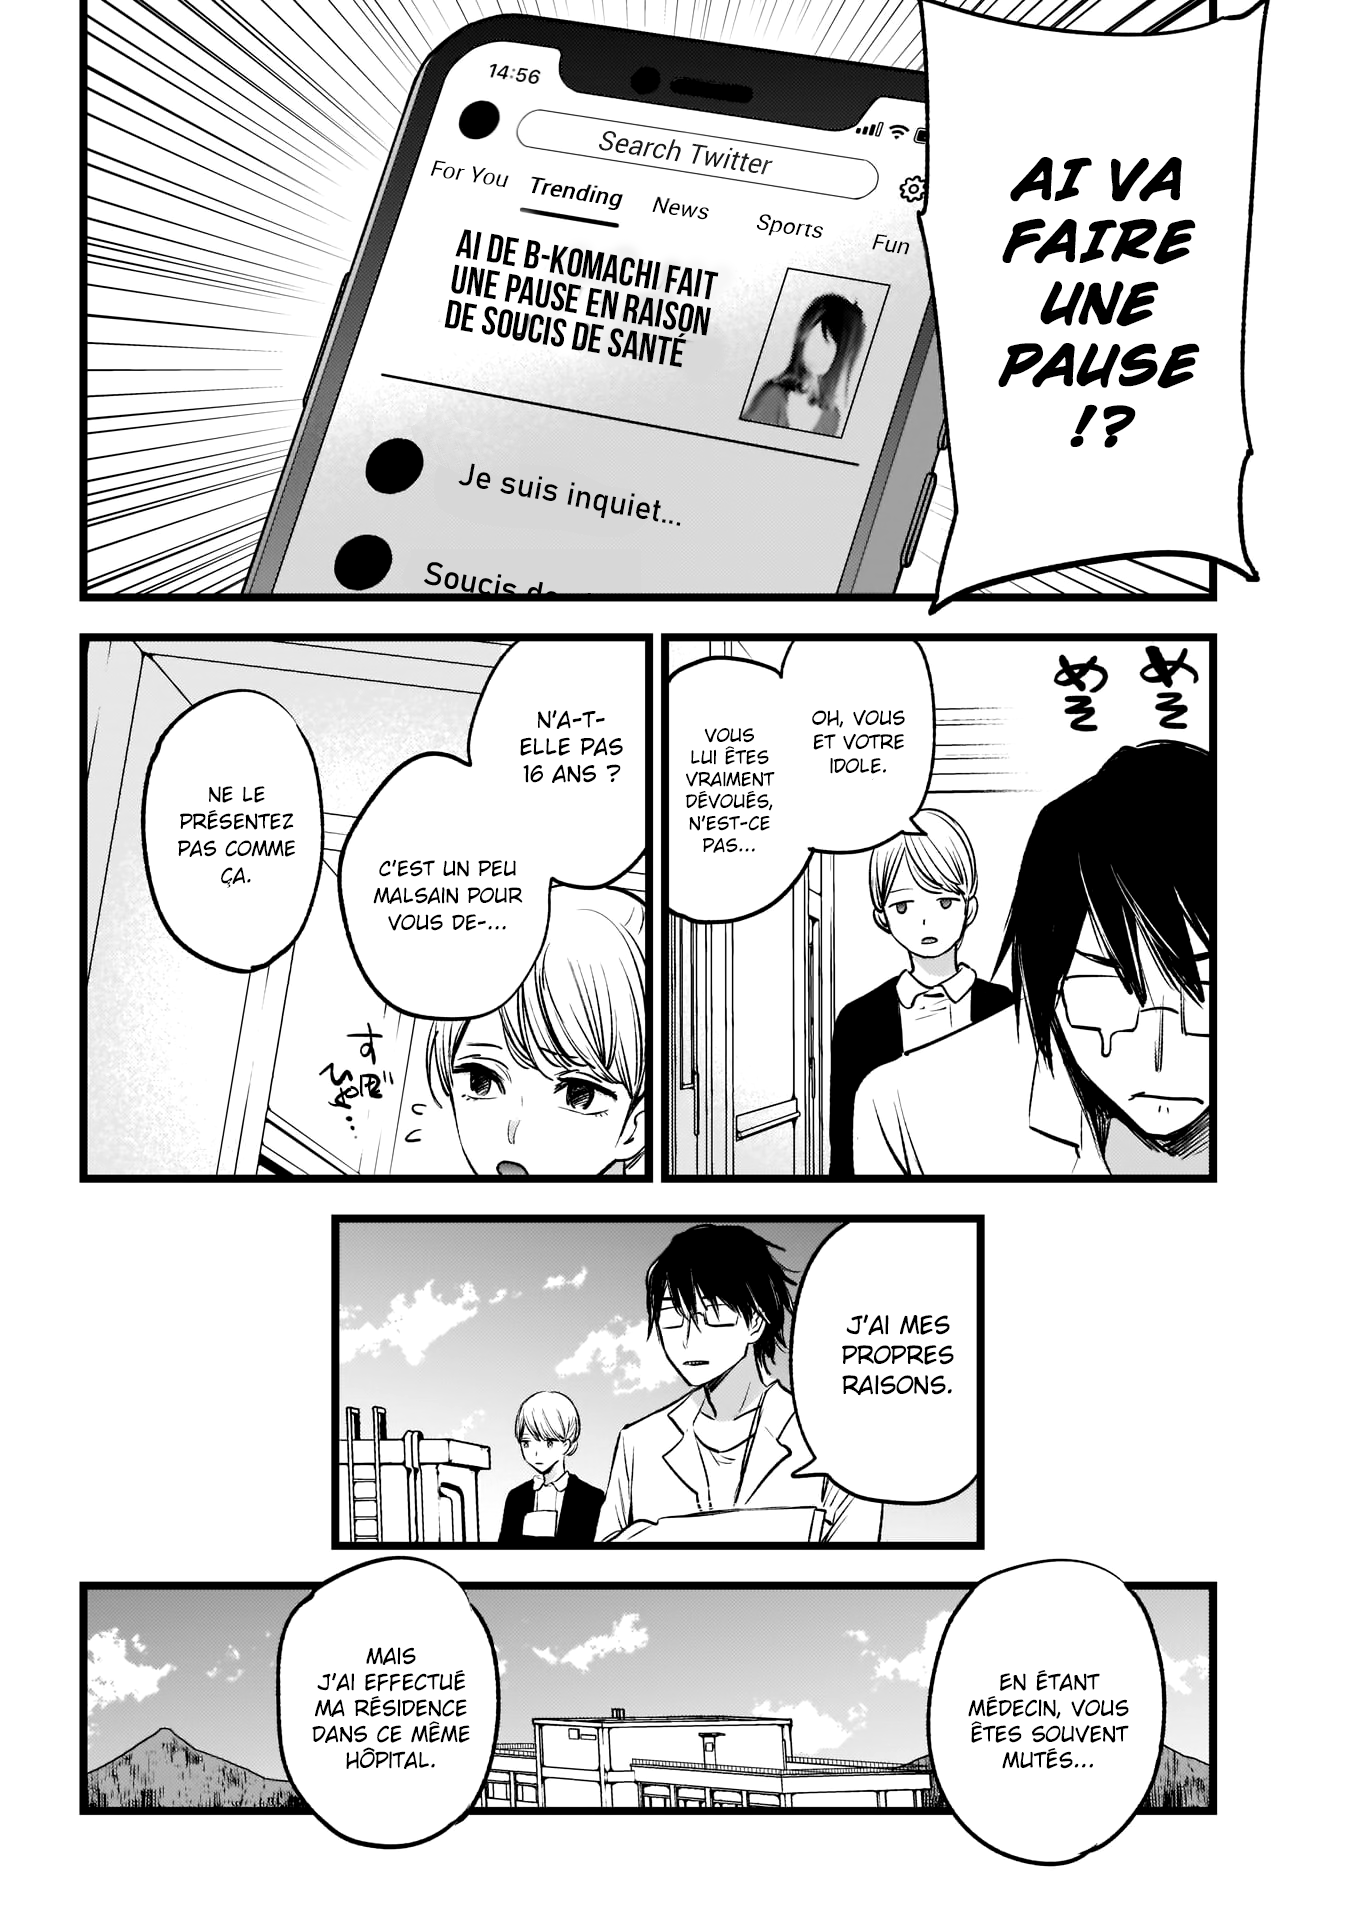 AI VA
FAIRE
UNE
PAUSE
!?
14:56
Search Twitter
For You
Trending
News
Sports
Fun
AI DE B-KOMACHI FAIT
UNE PAUSE EN RAISON
DE SOUCIS DE SANTÉ
Je suis inquiet...
Soucis de
めそ
めそ
OH, VOUS
ET VOTRE
IDOLE.
VOUS
LUI ÊTES
VRAIMENT
DÉVOUÉS,
N'EST-CE
PAS...
N'A-T-
ELLE PAS
16 ANS ?
C'EST UN PEU
MALSAIN POUR
VOUS DE-...
NE LE
PRÉSENTEZ
PAS COMME
ÇA.
J'AI MES
PROPRES
RAISONS.
EN ÉTANT
MÉDECIN, VOUS
ÊTES SOUVENT
MUTÉS...
MAIS
J'AI EFFECTUÉ
MA RÉSIDENCE
DANS CE MÊME
HÔPITAL.